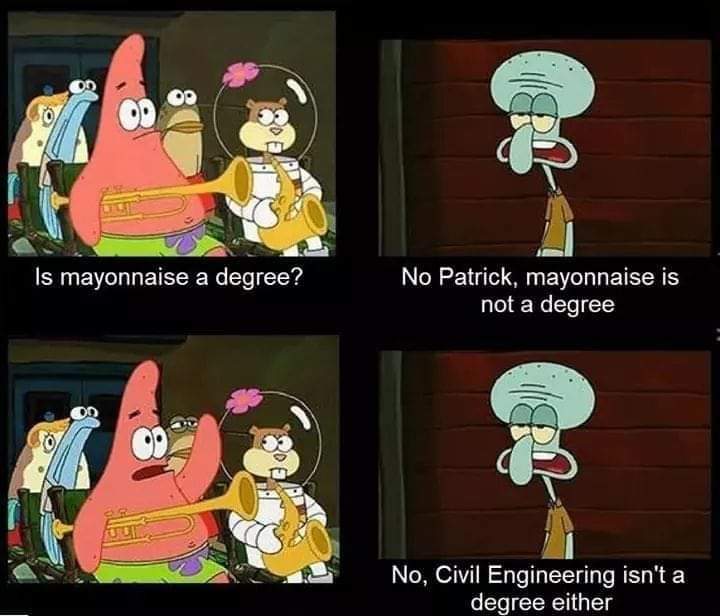 Is mayonnaise a degree?
No Patrick, mayonnaise is
not a degree
No, Civil Engineering isn't a
degree either